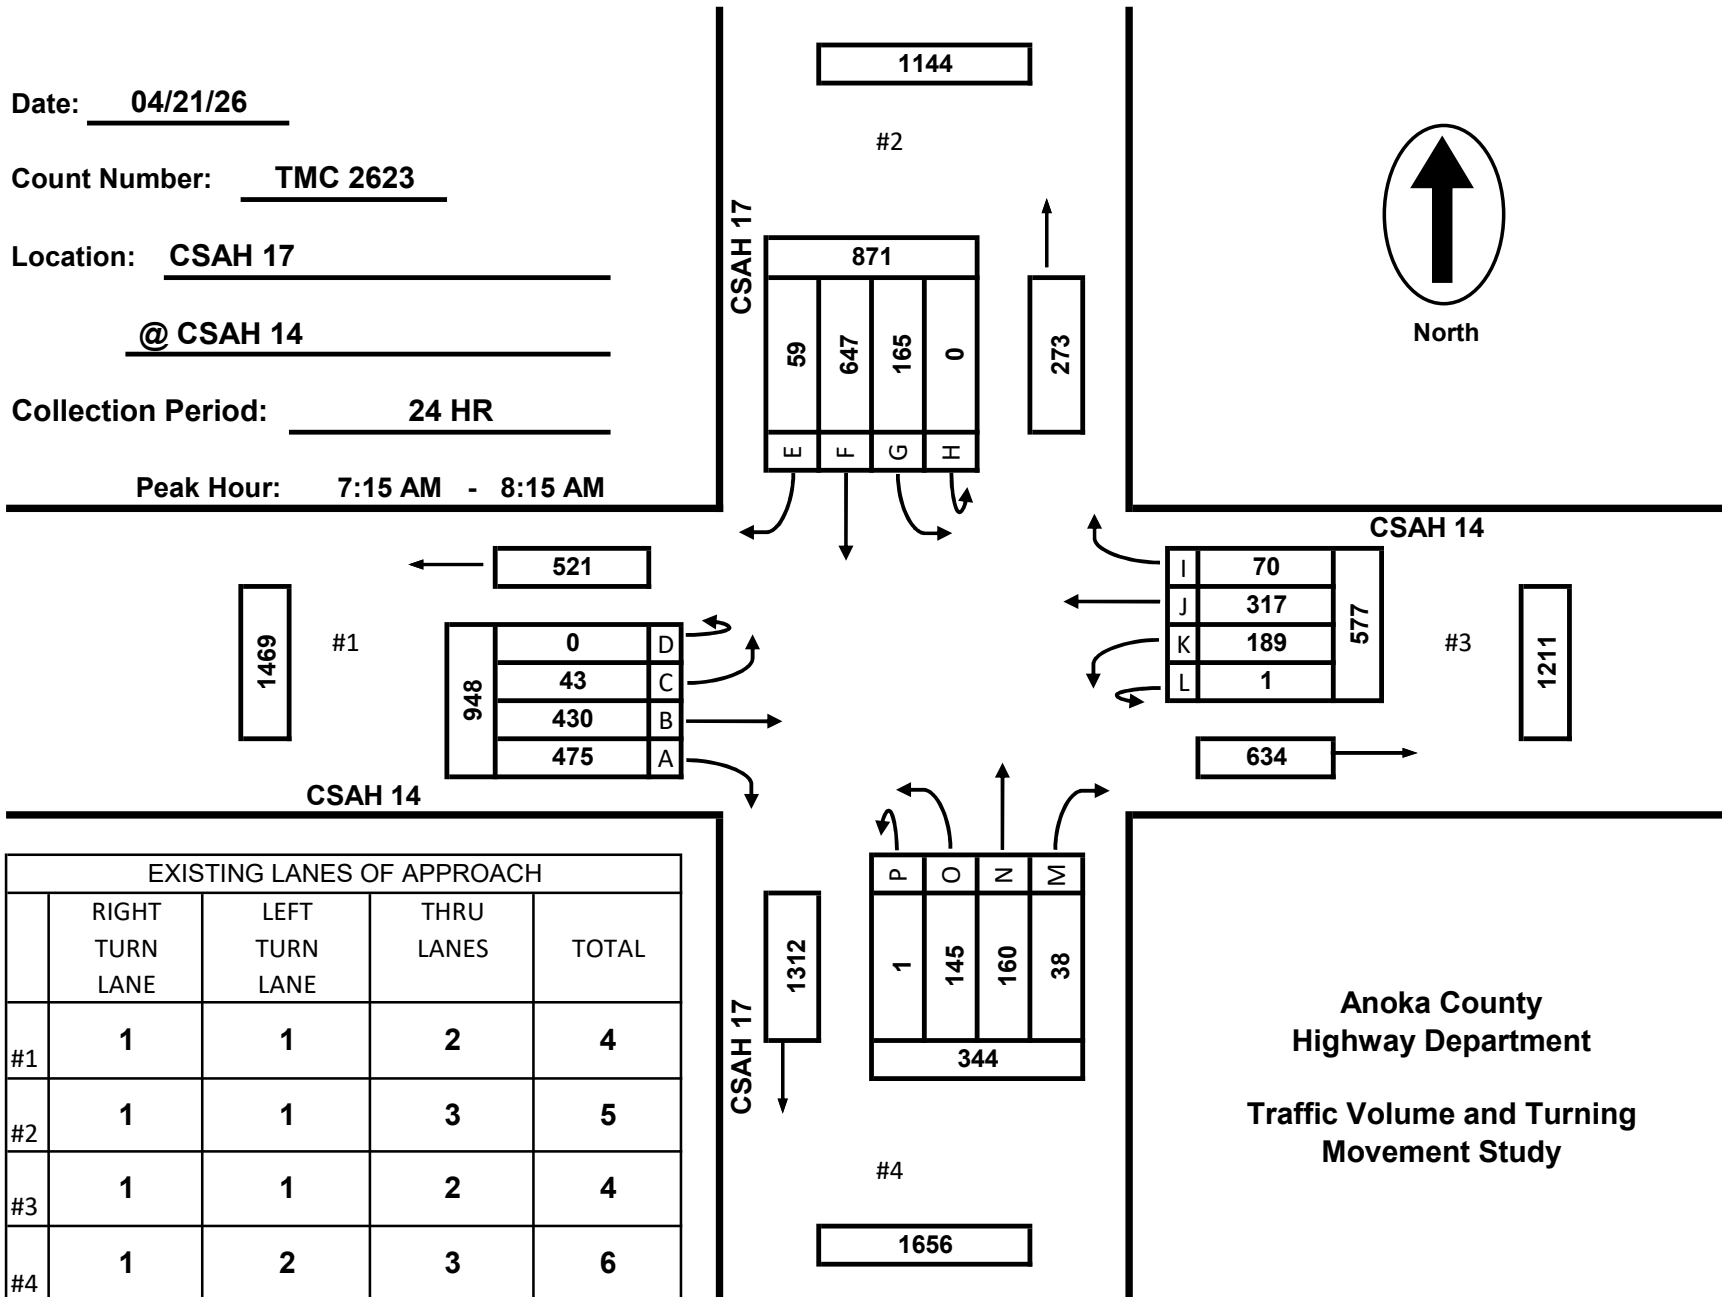 Date: 04/21/26
Count Number: TMC 2623
Location: CSAH 17
@ CSAH 14
Collection Period: 24 HR
Peak Hour: 7:15 AM - 8:15 AM
1144
#2
CSAH 17
871
59 647 165 0
E F G H
273
North
CSAH 14
521
1469
#1
948
0 D
43 C
430 B
475 A
CSAH 14
I 70
J 317
K 189
L 1
577
#3
1211
634
P O N M
1 145 160 38
344
1312
CSAH 17
#4
1656
EXISTING LANES OF APPROACH
RIGHT LEFT THRU
TURN TURN LANES TOTAL
LANE LANE
#1 1 1 2 4
#2 1 1 3 5
#3 1 1 2 4
#4 1 2 3 6
Anoka County
Highway Department
Traffic Volume and Turning
Movement Study